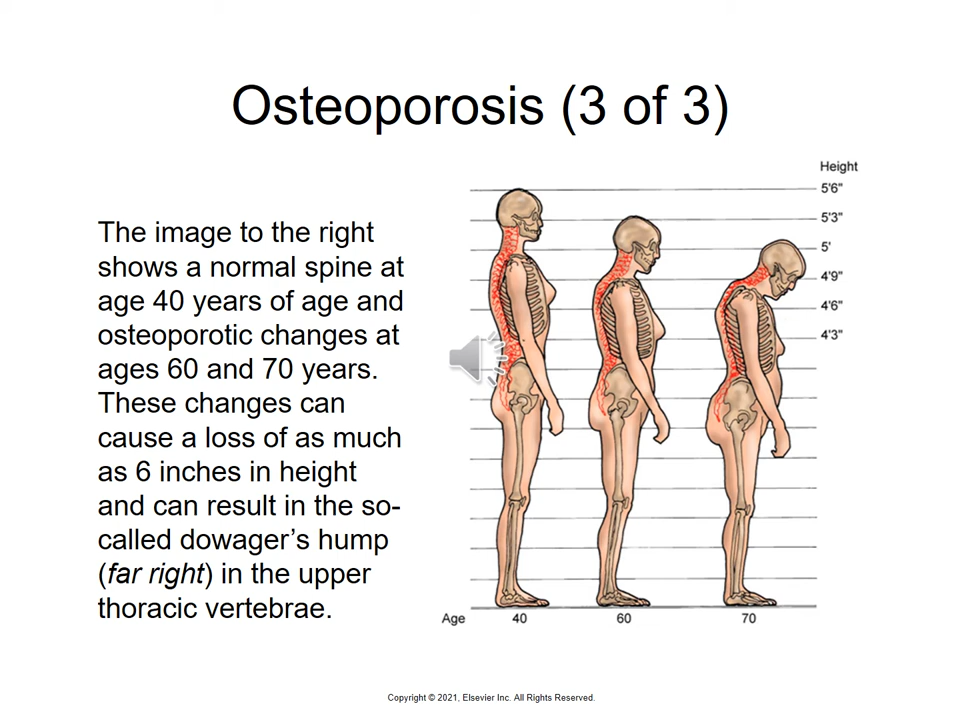 Osteoporosis (3 of 3)
The image to the right
shows a normal spine at
age 40 years of age and
osteoporotic changes at
ages 60 and 70 years.
These changes can
cause a loss of as much
as 6 inches in height
and can result in the so-
called dowager’s hump
(far right) in the upper
thoracic vertebrae.
Height
5'6"
5'3"
5'
4'9"
4'6"
4'3"
Age 40 60 70
Copyright © 2021, Elsevier Inc. All Rights Reserved.